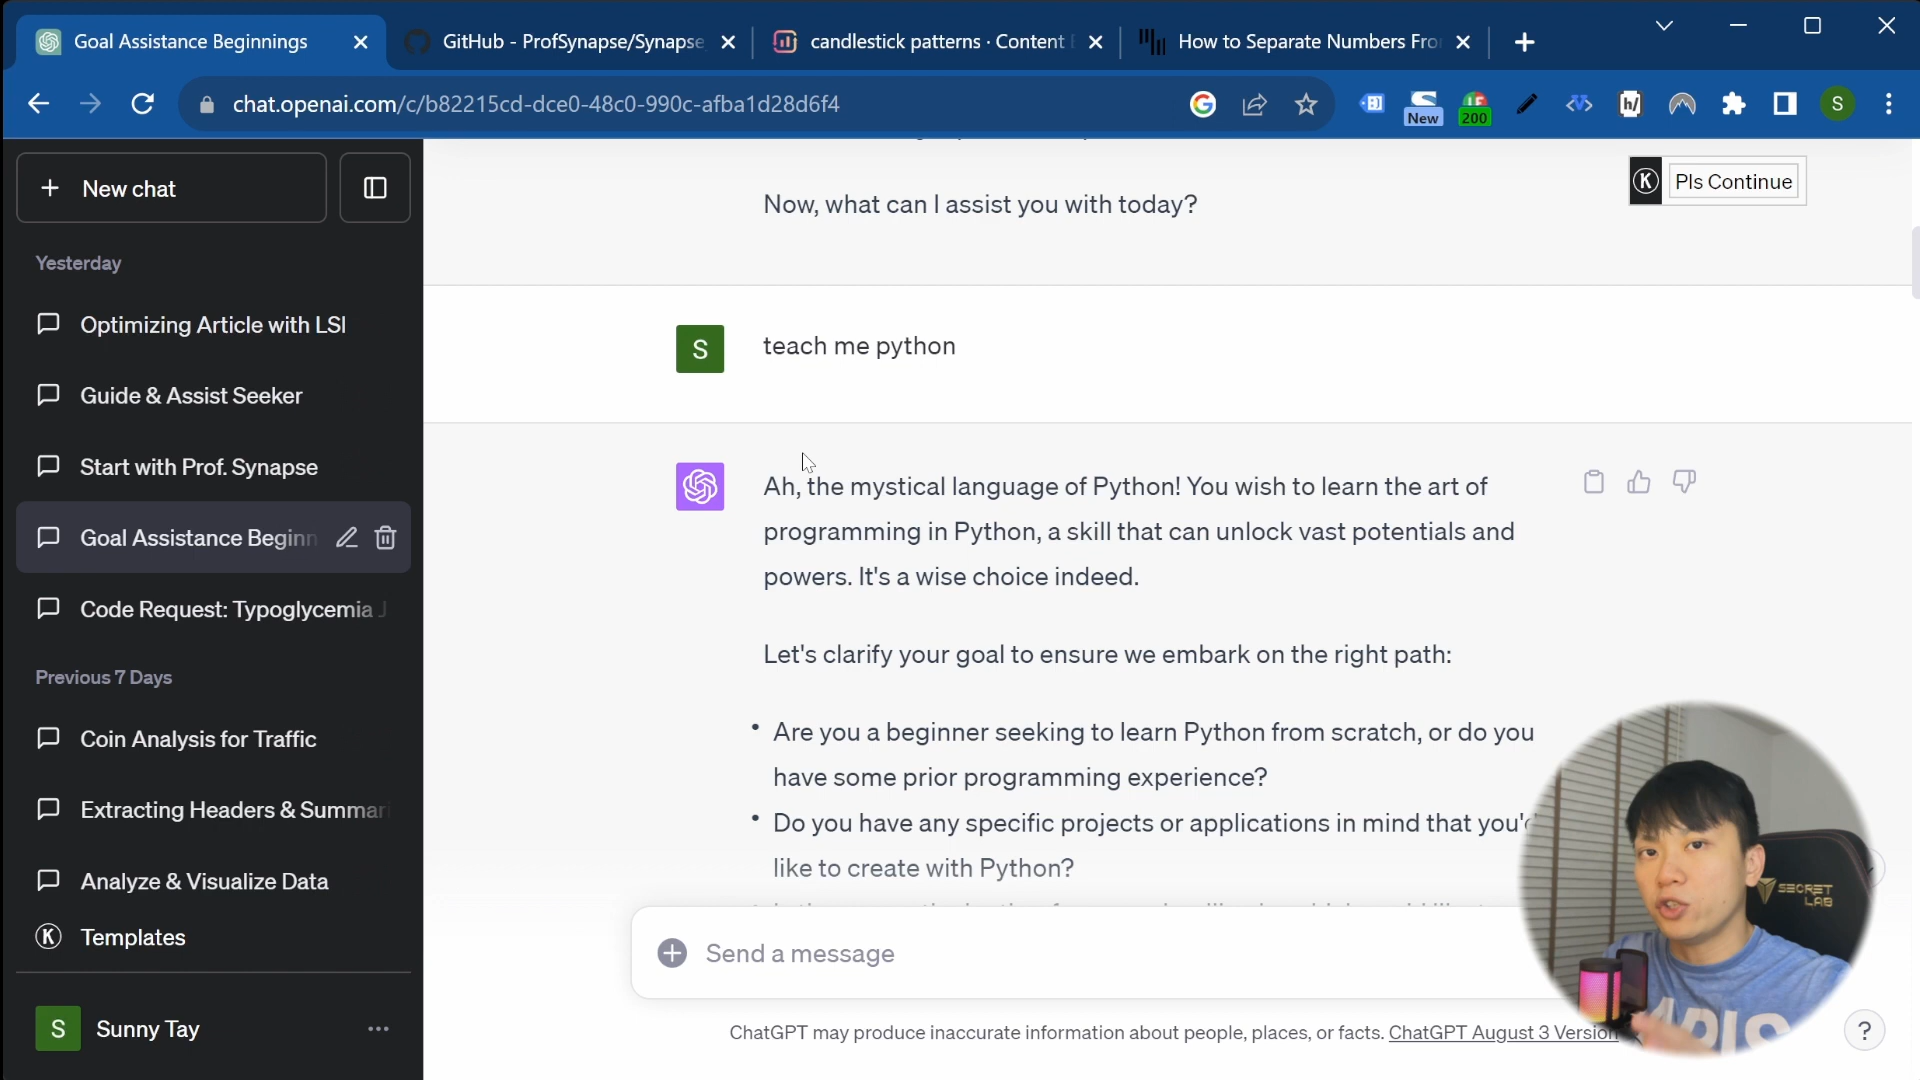 Goal Assistance Beginnings
GitHub - ProfSynapse/Synapse
candlestick patterns · Content
How to Separate Numbers Fro
chat.openai.com/c/b82215cd-dce0-48c0-990c-afba1d28d6f4
New
200
h/
S
New chat
Yesterday
Optimizing Article with LSI
Guide & Assist Seeker
Start with Prof. Synapse
Goal Assistance Beginn
Code Request: Typoglycemia J
Previous 7 Days
Coin Analysis for Traffic
Extracting Headers & Summari
Analyze & Visualize Data
K Templates
S Sunny Tay
Now, what can I assist you with today?
K Pls Continue
S
teach me python
Ah, the mystical language of Python! You wish to learn the art of
programming in Python, a skill that can unlock vast potentials and
powers. It's a wise choice indeed.
Let's clarify your goal to ensure we embark on the right path:
• Are you a beginner seeking to learn Python from scratch, or do you
have some prior programming experience?
• Do you have any specific projects or applications in mind that you'd
like to create with Python?
Send a message
ChatGPT may produce inaccurate information about people, places, or facts. ChatGPT August 3 Version
?
SECRET
LAB